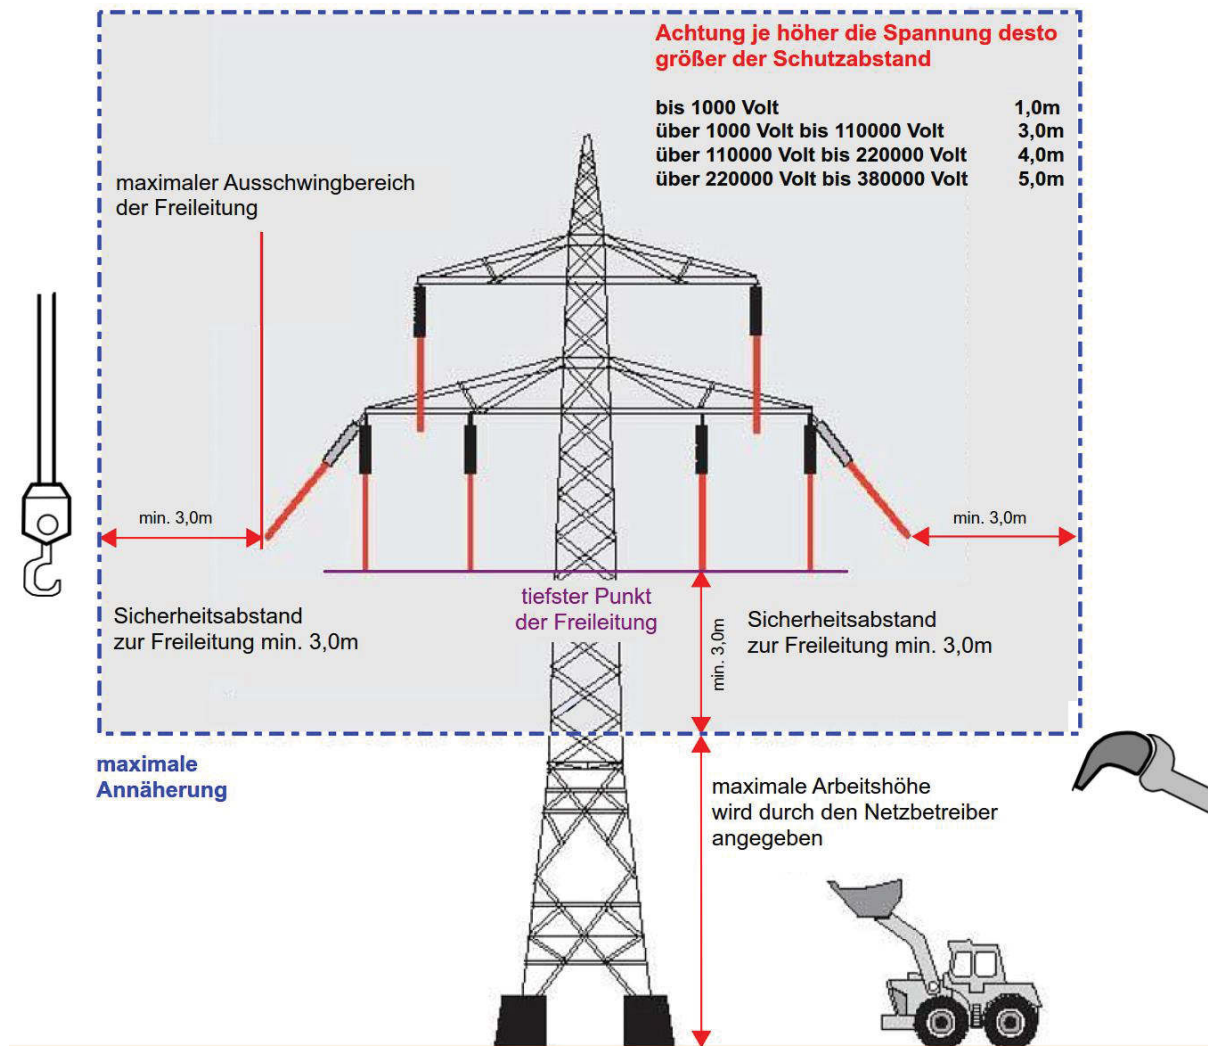 Achtung je höher die Spannung desto
größer der Schutzabstand
bis 1000 Volt 1,0m
über 1000 Volt bis 110000 Volt 3,0m
über 110000 Volt bis 220000 Volt 4,0m
über 220000 Volt bis 380000 Volt 5,0m
maximaler Ausschwingbereich
der Freileitung
min. 3,0m
min. 3,0m
tiefster Punkt
der Freileitung
Sicherheitsabstand
zur Freileitung min. 3,0m
min. 3,0m
Sicherheitsabstand
zur Freileitung min. 3,0m
maximale
Annäherung
maximale Arbeitshöhe
wird durch den Netzbetreiber
angegeben